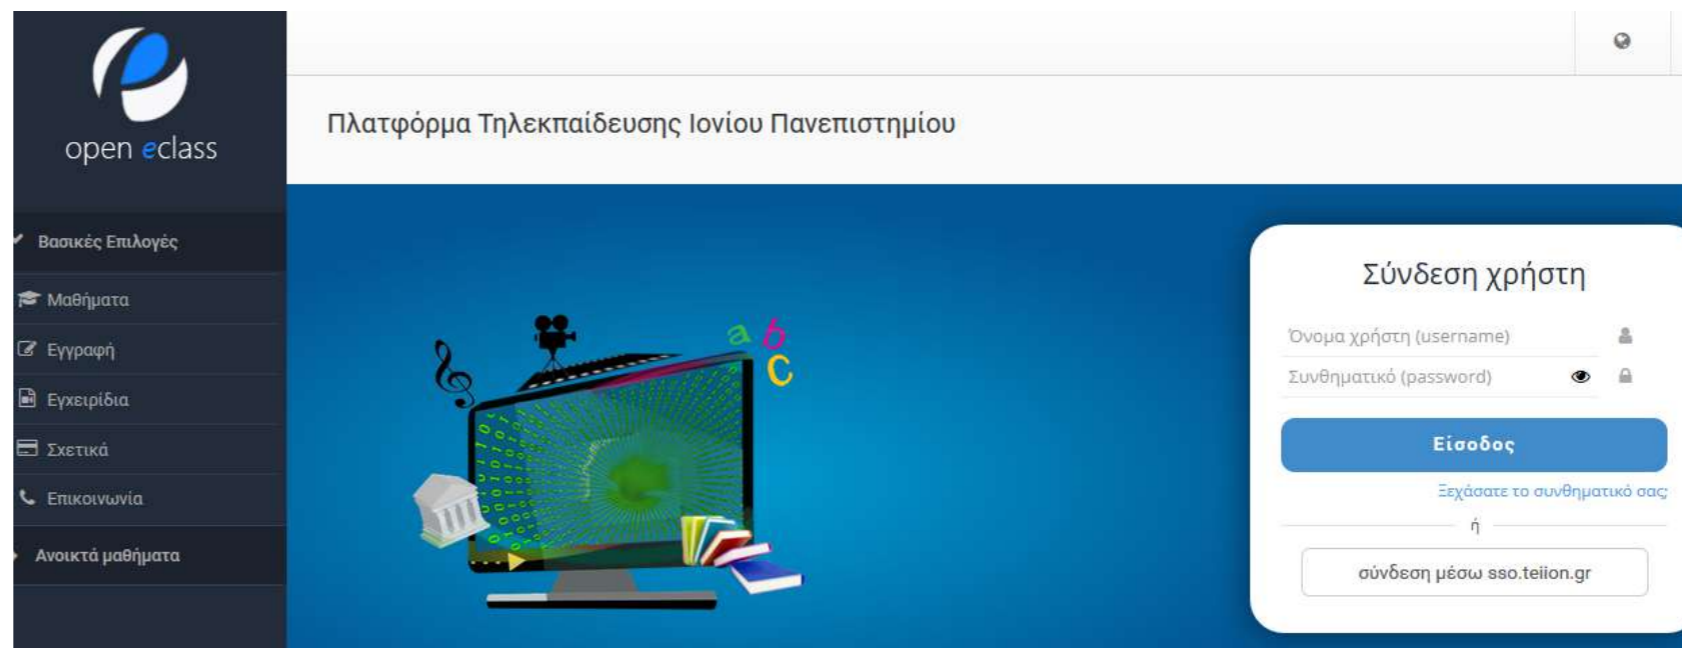 open eclass
Πλατφόρμα Τηλεκπαίδευσης Ιονίου Πανεπιστημίου
Βασικές Επιλογές
Μαθήματα
Εγγραφή
Εγχειρίδια
Σχετικά
Επικοινωνία
Ανοικτά μαθήματα
a b
c
Σύνδεση χρήστη
Όνομα χρήστη (username)
Συνθηματικό (password)
Είσοδος
Ξεχάσατε το συνθηματικό σας;
ή
σύνδεση μέσω sso.teiion.gr